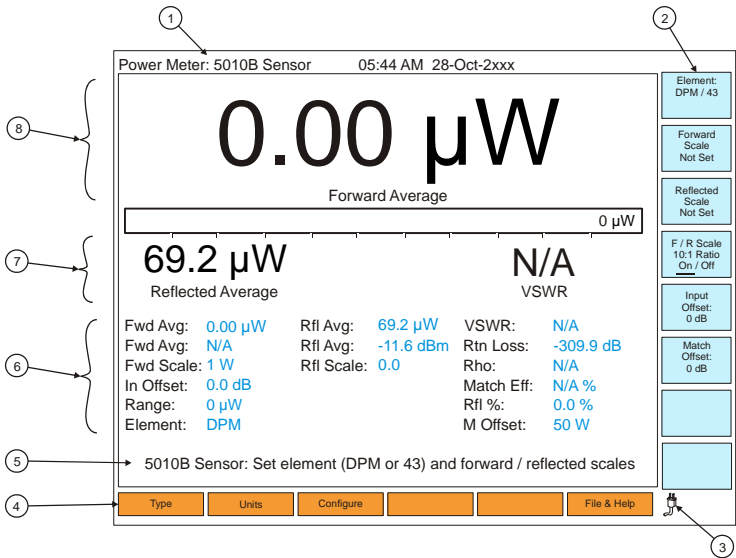 1
2
Power Meter: 5010B Sensor 05:44 AM 28-Oct-2xxx
Element:
DPM / 43
8
0.00 µW
Forward
Scale
Not Set
Forward Average
Reflected
Scale
Not Set
0 µW
7
69.2 µW
N/A
F / R Scale
10:1 Ratio
On / Off
Reflected Average
VSWR
Input
Offset:
0 dB
6
Fwd Avg: 0.00 µW Rfl Avg: 69.2 µW VSWR: N/A
Fwd Avg: N/A Rfl Avg: -11.6 dBm Rtn Loss: -309.9 dB
Fwd Scale: 1 W Rfl Scale: 0.0 Rho: N/A
In Offset: 0.0 dB Match Eff: N/A %
Range: 0 µW Rfl %: 0.0 %
Element: DPM M Offset: 50 W
Match
Offset:
0 dB
5
5010B Sensor: Set element (DPM or 43) and forward / reflected scales
4
Type Units Configure File & Help
3